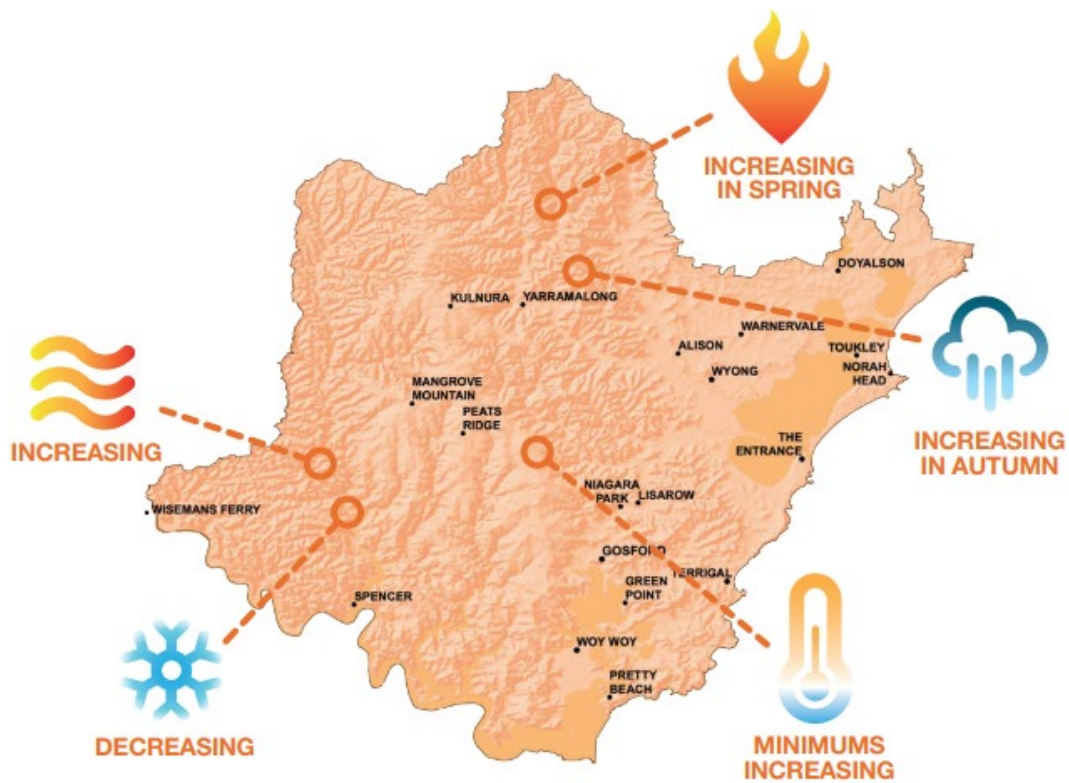 INCREASING
IN SPRING
DOYALSON
KULNURA
YARRAMALONG
WARNERVALE
ALISON
TOUKLEY
WYONG
NORAH
HEAD
MANGROVE
MOUNTAIN
PEATS
RIDGE
INCREASING
THE
ENTRANCE
INCREASING
IN AUTUMN
NIAGARA
PARK
LISAROW
WISEMANS FERRY
GOSFORD
TERRIGAL
GREEN
POINT
SPENCER
WOY WOY
PRETTY
BEACH
DECREASING
MINIMUMS
INCREASING